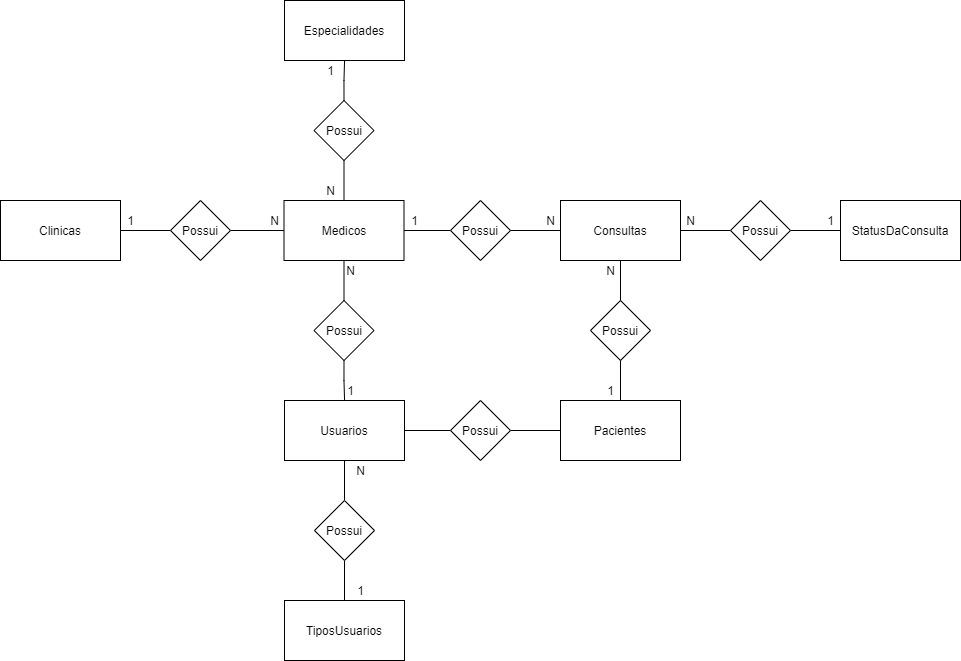 Especialidades
1
Possui
N
Clinicas
1
Possui
N
Medicos
1
Possui
N
Consultas
N
Possui
1
StatusDaConsulta
N
Possui
1
N
Possui
1
Usuarios
Possui
Pacientes
N
Possui
1
TiposUsuarios